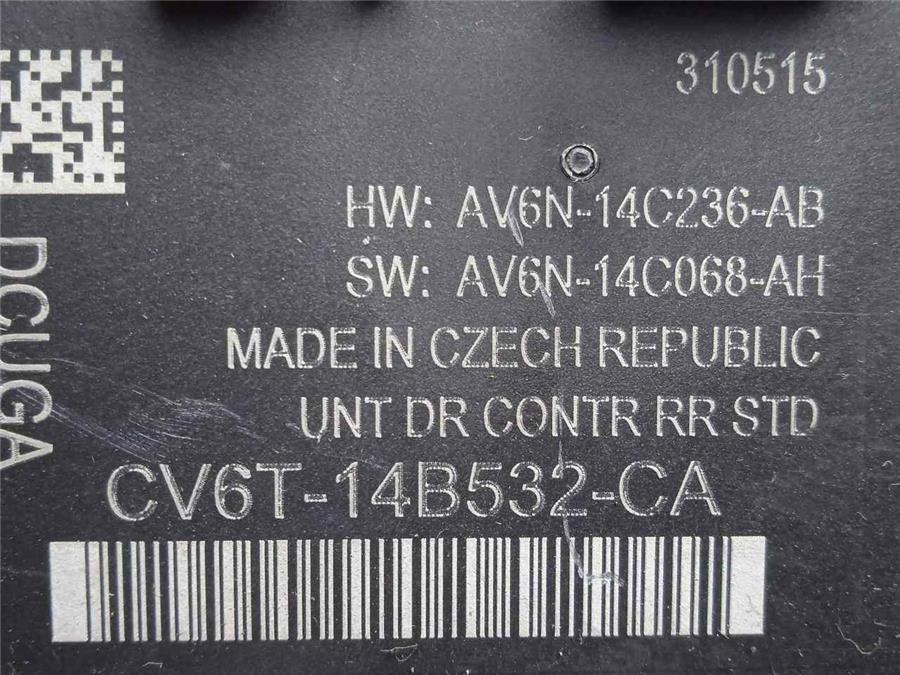 310515
HW: AV6N-14C236-AB
SW: AV6N-14C068-AH
MADE IN CZECH REPUBLIC
UNT DR CONTR RR STD
CV6T-14B532-CA
DCUGA